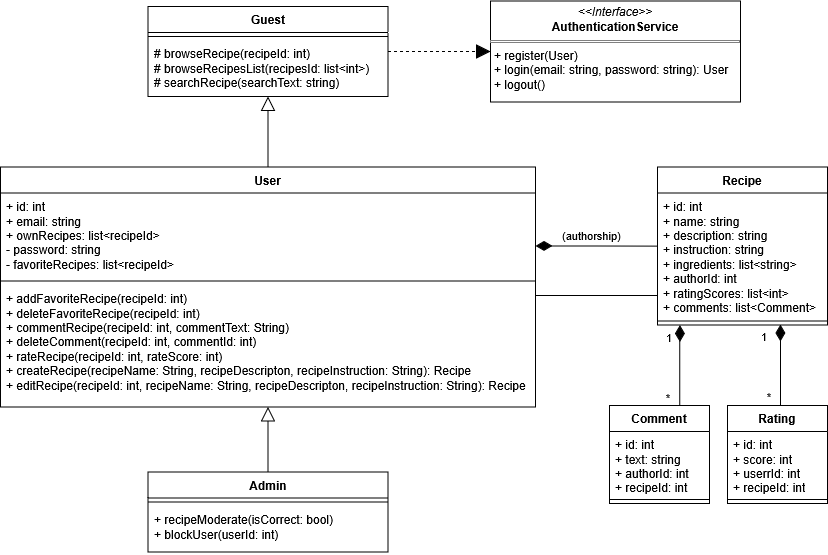 Guest
# browseRecipe(recipeId: int)
# browseRecipesList(recipesId: list<int>)
# searchRecipe(searchText: string)
<<Interface>>
AuthenticationService
+ register(User)
+ login(email: string, password: string): User
+ logout()
User
+ id: int
+ email: string
+ ownRecipes: list<recipeId>
- password: string
- favoriteRecipes: list<recipeId>
+ addFavoriteRecipe(recipeId: int)
+ deleteFavoriteRecipe(recipeId: int)
+ commentRecipe(recipeId: int, commentText: String)
+ deleteComment(recipeId: int, commentId: int)
+ rateRecipe(recipeId: int, rateScore: int)
+ createRecipe(recipeName: String, recipeDescripton, recipeInstruction: String): Recipe
+ editRecipe(recipeId: int, recipeName: String, recipeDescripton, recipeInstruction: String): Recipe
(authorship)
Recipe
+ id: int
+ name: string
+ description: string
+ instruction: string
+ ingredients: list<string>
+ authorId: int
+ ratingScores: list<int>
+ comments: list<Comment>
1
1
*
*
Comment
+ id: int
+ text: string
+ authorId: int
+ recipeId: int
Rating
+ id: int
+ score: int
+ userrId: int
+ recipeId: int
Admin
+ recipeModerate(isCorrect: bool)
+ blockUser(userId: int)